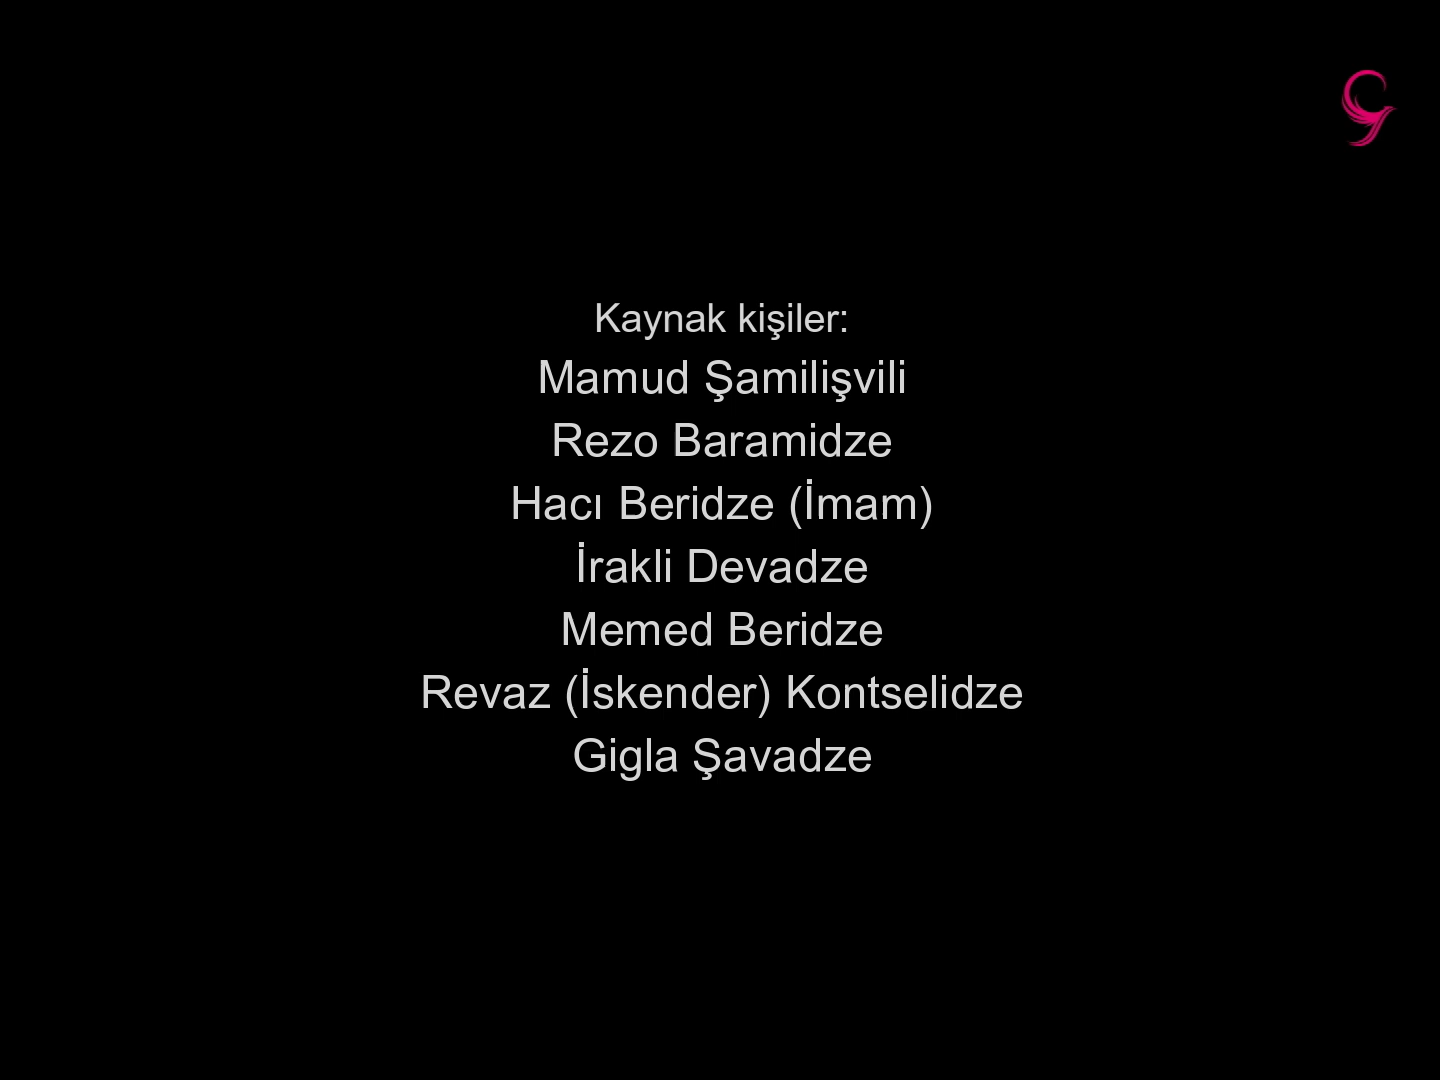 Kaynak kişiler:
Mamud Şamilişvili
Rezo Baramidze
Hacı Beridze (İmam)
İrakli Devadze
Memed Beridze
Revaz (İskender) Kontselidze
Gigla Şavadze